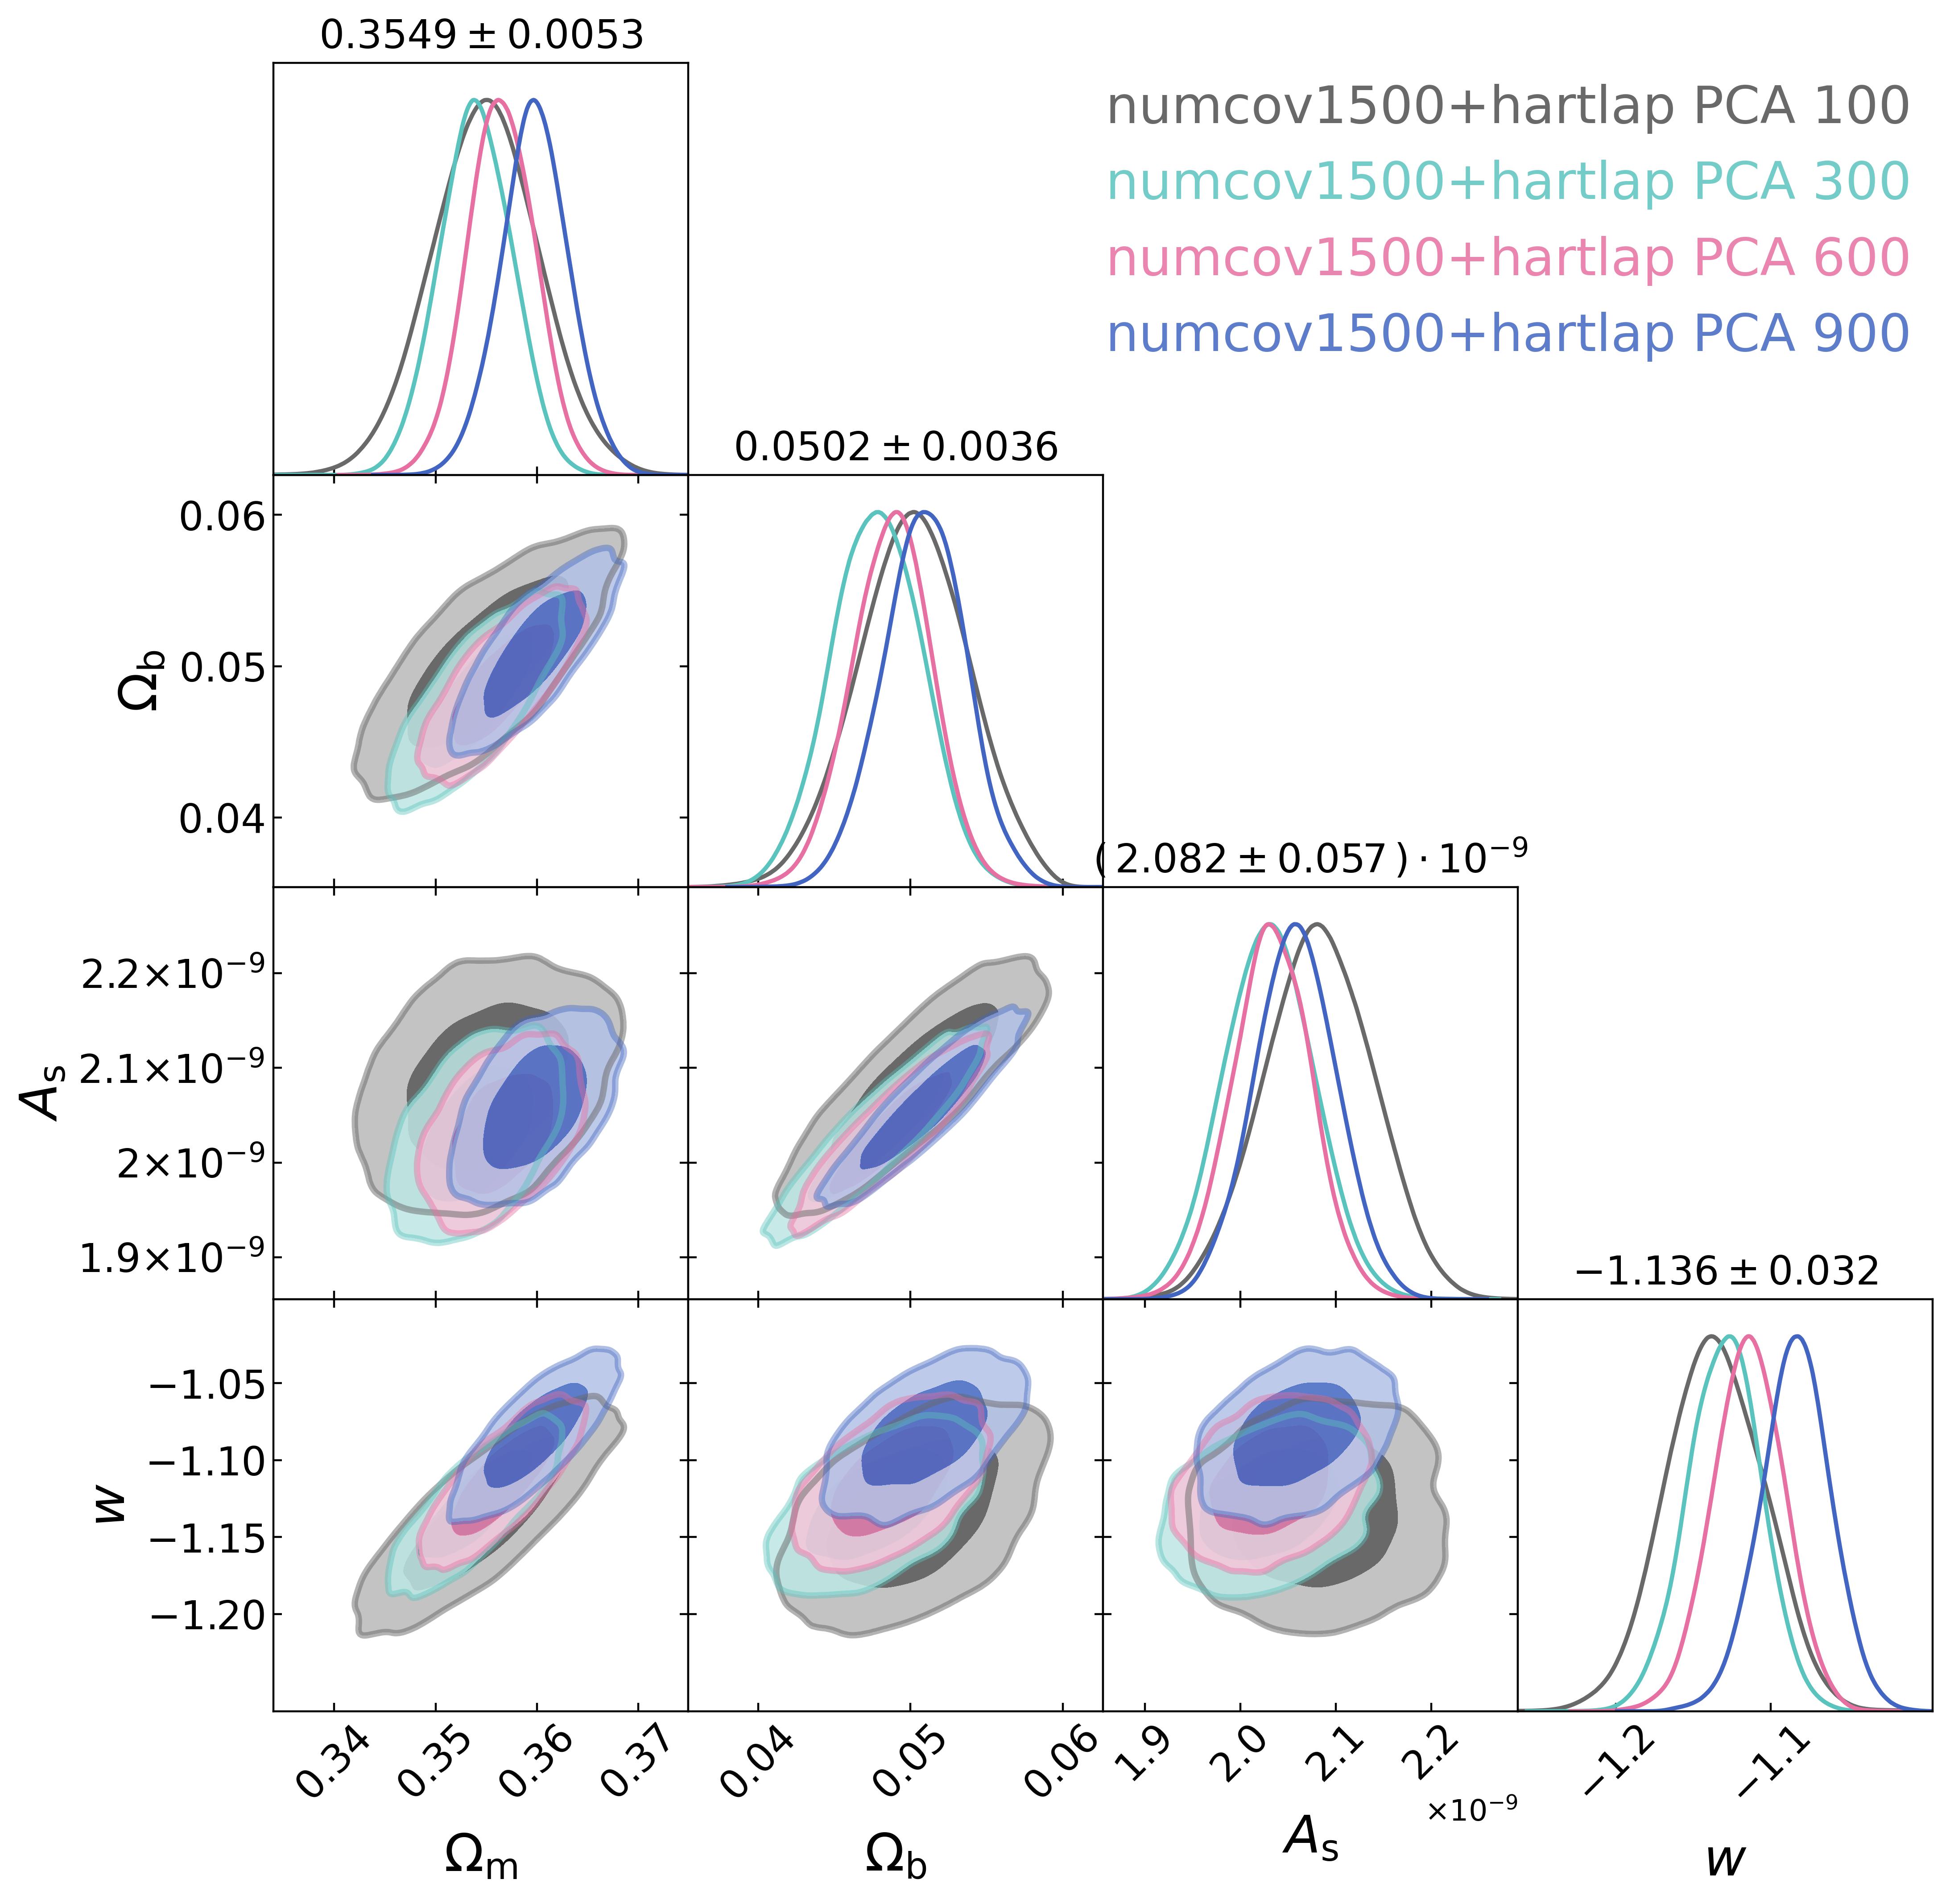 0.3549 ± 0.0053
numcov1500+hartlap PCA 100
numcov1500+hartlap PCA 300
numcov1500+hartlap PCA 600
numcov1500+hartlap PCA 900
0.0502 ± 0.0036
0.06
0.05
0.04
Ω_b
(2.082 ± 0.057) · 10⁻⁹
2.2×10⁻⁹
2.1×10⁻⁹
2×10⁻⁹
1.9×10⁻⁹
A_s
−1.136 ± 0.032
−1.05
−1.10
−1.15
−1.20
w
0.34 0.35 0.36 0.37
0.04 0.05 0.06
1.9 2.0 2.1 2.2
−1.2 −1.1
×10⁻⁹
Ω_m Ω_b A_s w